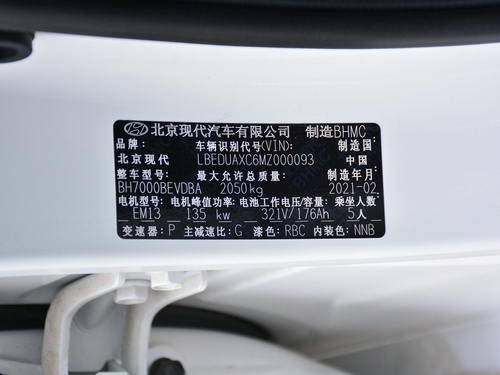 北京现代汽车有限公司 制造BHMC
品牌: 车辆识别代号(VIN): 制造国:
北京现代 LBEDUAXC6MZ000093 中国
整车型号: 最大允许总质量: 制造年月:
BH7000BEVDBA 2050kg 2021-02
电机型号: 电机峰值功率: 电池工作电压/容量: 乘坐人数:
EM13 135 kw 321V/176Ah 5人
变速器: P 主减速比: G 漆色: RBC 内装色: NNB